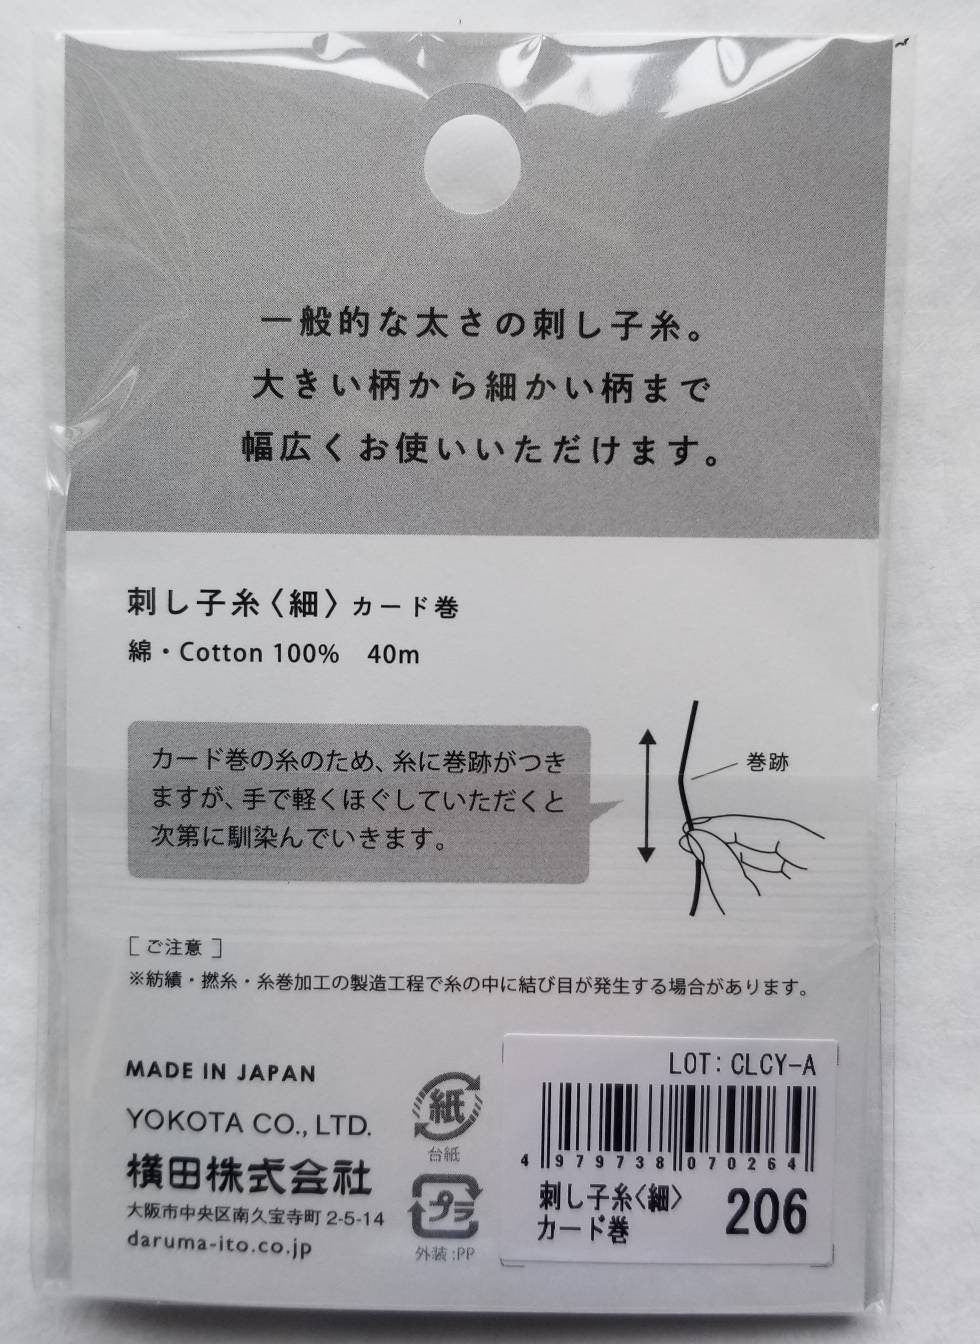 一般的な太さの刺し子糸。
大きい柄から細かい柄まで
幅広くお使いいただけます。
刺し子糸〈細〉カード巻
綿・Cotton 100%　40m
カード巻の糸のため、糸に巻跡がつき
ますが、手で軽くほぐしていただくと
次第に馴染んでいきます。
巻跡
［ご注意］
※紡績・撚糸・糸巻加工の製造工程で糸の中に結び目が発生する場合があります。
MADE IN JAPAN
YOKOTA CO., LTD.
横田株式会社
大阪市中央区南久宝寺町 2-5-14
daruma-ito.co.jp
紙
台紙
プラ
外装:PP
LOT: CLCY-A
4 979738 070264
刺し子糸〈細〉
カード巻
206